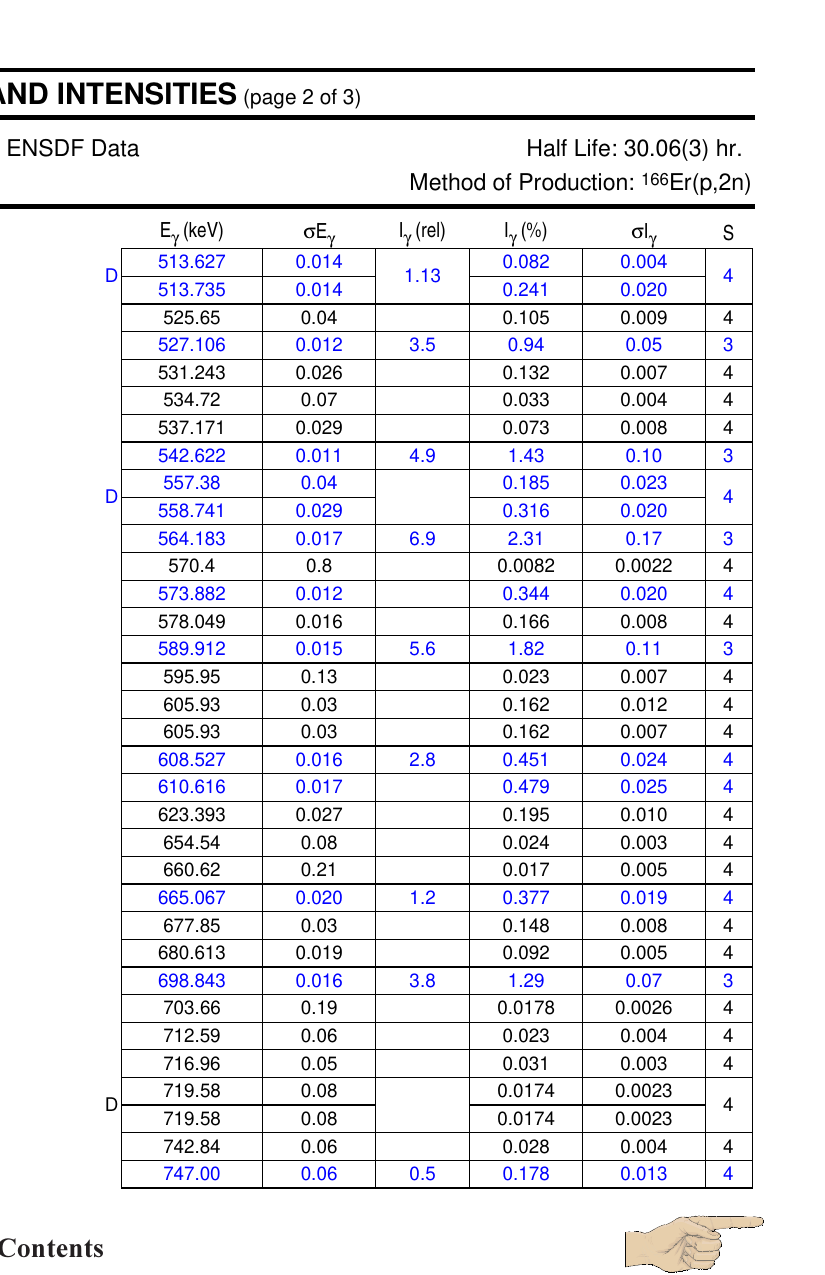 AND INTENSITIES (page 2 of 3)
ENSDF Data Half Life: 30.06(3) hr.
Method of Production: ¹⁶⁶Er(p,2n)
Eγ (keV) σEγ Iγ (rel) Iγ (%) σIγ S
D 513.627 0.014 1.13 0.082 0.004 4
513.735 0.014 0.241 0.020
525.65 0.04 0.105 0.009 4
527.106 0.012 3.5 0.94 0.05 3
531.243 0.026 0.132 0.007 4
534.72 0.07 0.033 0.004 4
537.171 0.029 0.073 0.008 4
542.622 0.011 4.9 1.43 0.10 3
D 557.38 0.04 0.185 0.023 4
558.741 0.029 0.316 0.020
564.183 0.017 6.9 2.31 0.17 3
570.4 0.8 0.0082 0.0022 4
573.882 0.012 0.344 0.020 4
578.049 0.016 0.166 0.008 4
589.912 0.015 5.6 1.82 0.11 3
595.95 0.13 0.023 0.007 4
605.93 0.03 0.162 0.012 4
605.93 0.03 0.162 0.007 4
608.527 0.016 2.8 0.451 0.024 4
610.616 0.017 0.479 0.025 4
623.393 0.027 0.195 0.010 4
654.54 0.08 0.024 0.003 4
660.62 0.21 0.017 0.005 4
665.067 0.020 1.2 0.377 0.019 4
677.85 0.03 0.148 0.008 4
680.613 0.019 0.092 0.005 4
698.843 0.016 3.8 1.29 0.07 3
703.66 0.19 0.0178 0.0026 4
712.59 0.06 0.023 0.004 4
716.96 0.05 0.031 0.003 4
D 719.58 0.08 0.0174 0.0023 4
719.58 0.08 0.0174 0.0023
742.84 0.06 0.028 0.004 4
747.00 0.06 0.5 0.178 0.013 4
Contents